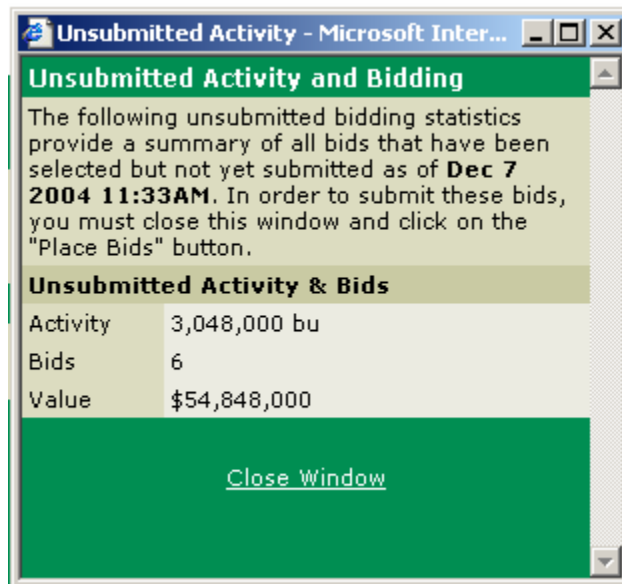 Unsubmitted Activity - Microsoft Inter...
Unsubmitted Activity and Bidding
The following unsubmitted bidding statistics
provide a summary of all bids that have been
selected but not yet submitted as of Dec 7
2004 11:33AM. In order to submit these bids,
you must close this window and click on the
"Place Bids" button.
Unsubmitted Activity & Bids
Activity 3,048,000 bu
Bids 6
Value $54,848,000
Close Window